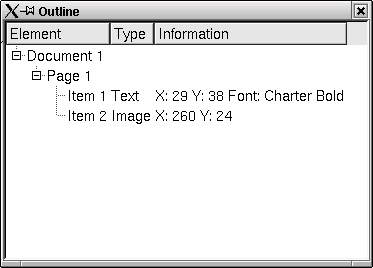 Outline
Element Type Information
Document 1
Page 1
Item 1 Text X: 29 Y: 38 Font: Charter Bold
Item 2 Image X: 260 Y: 24